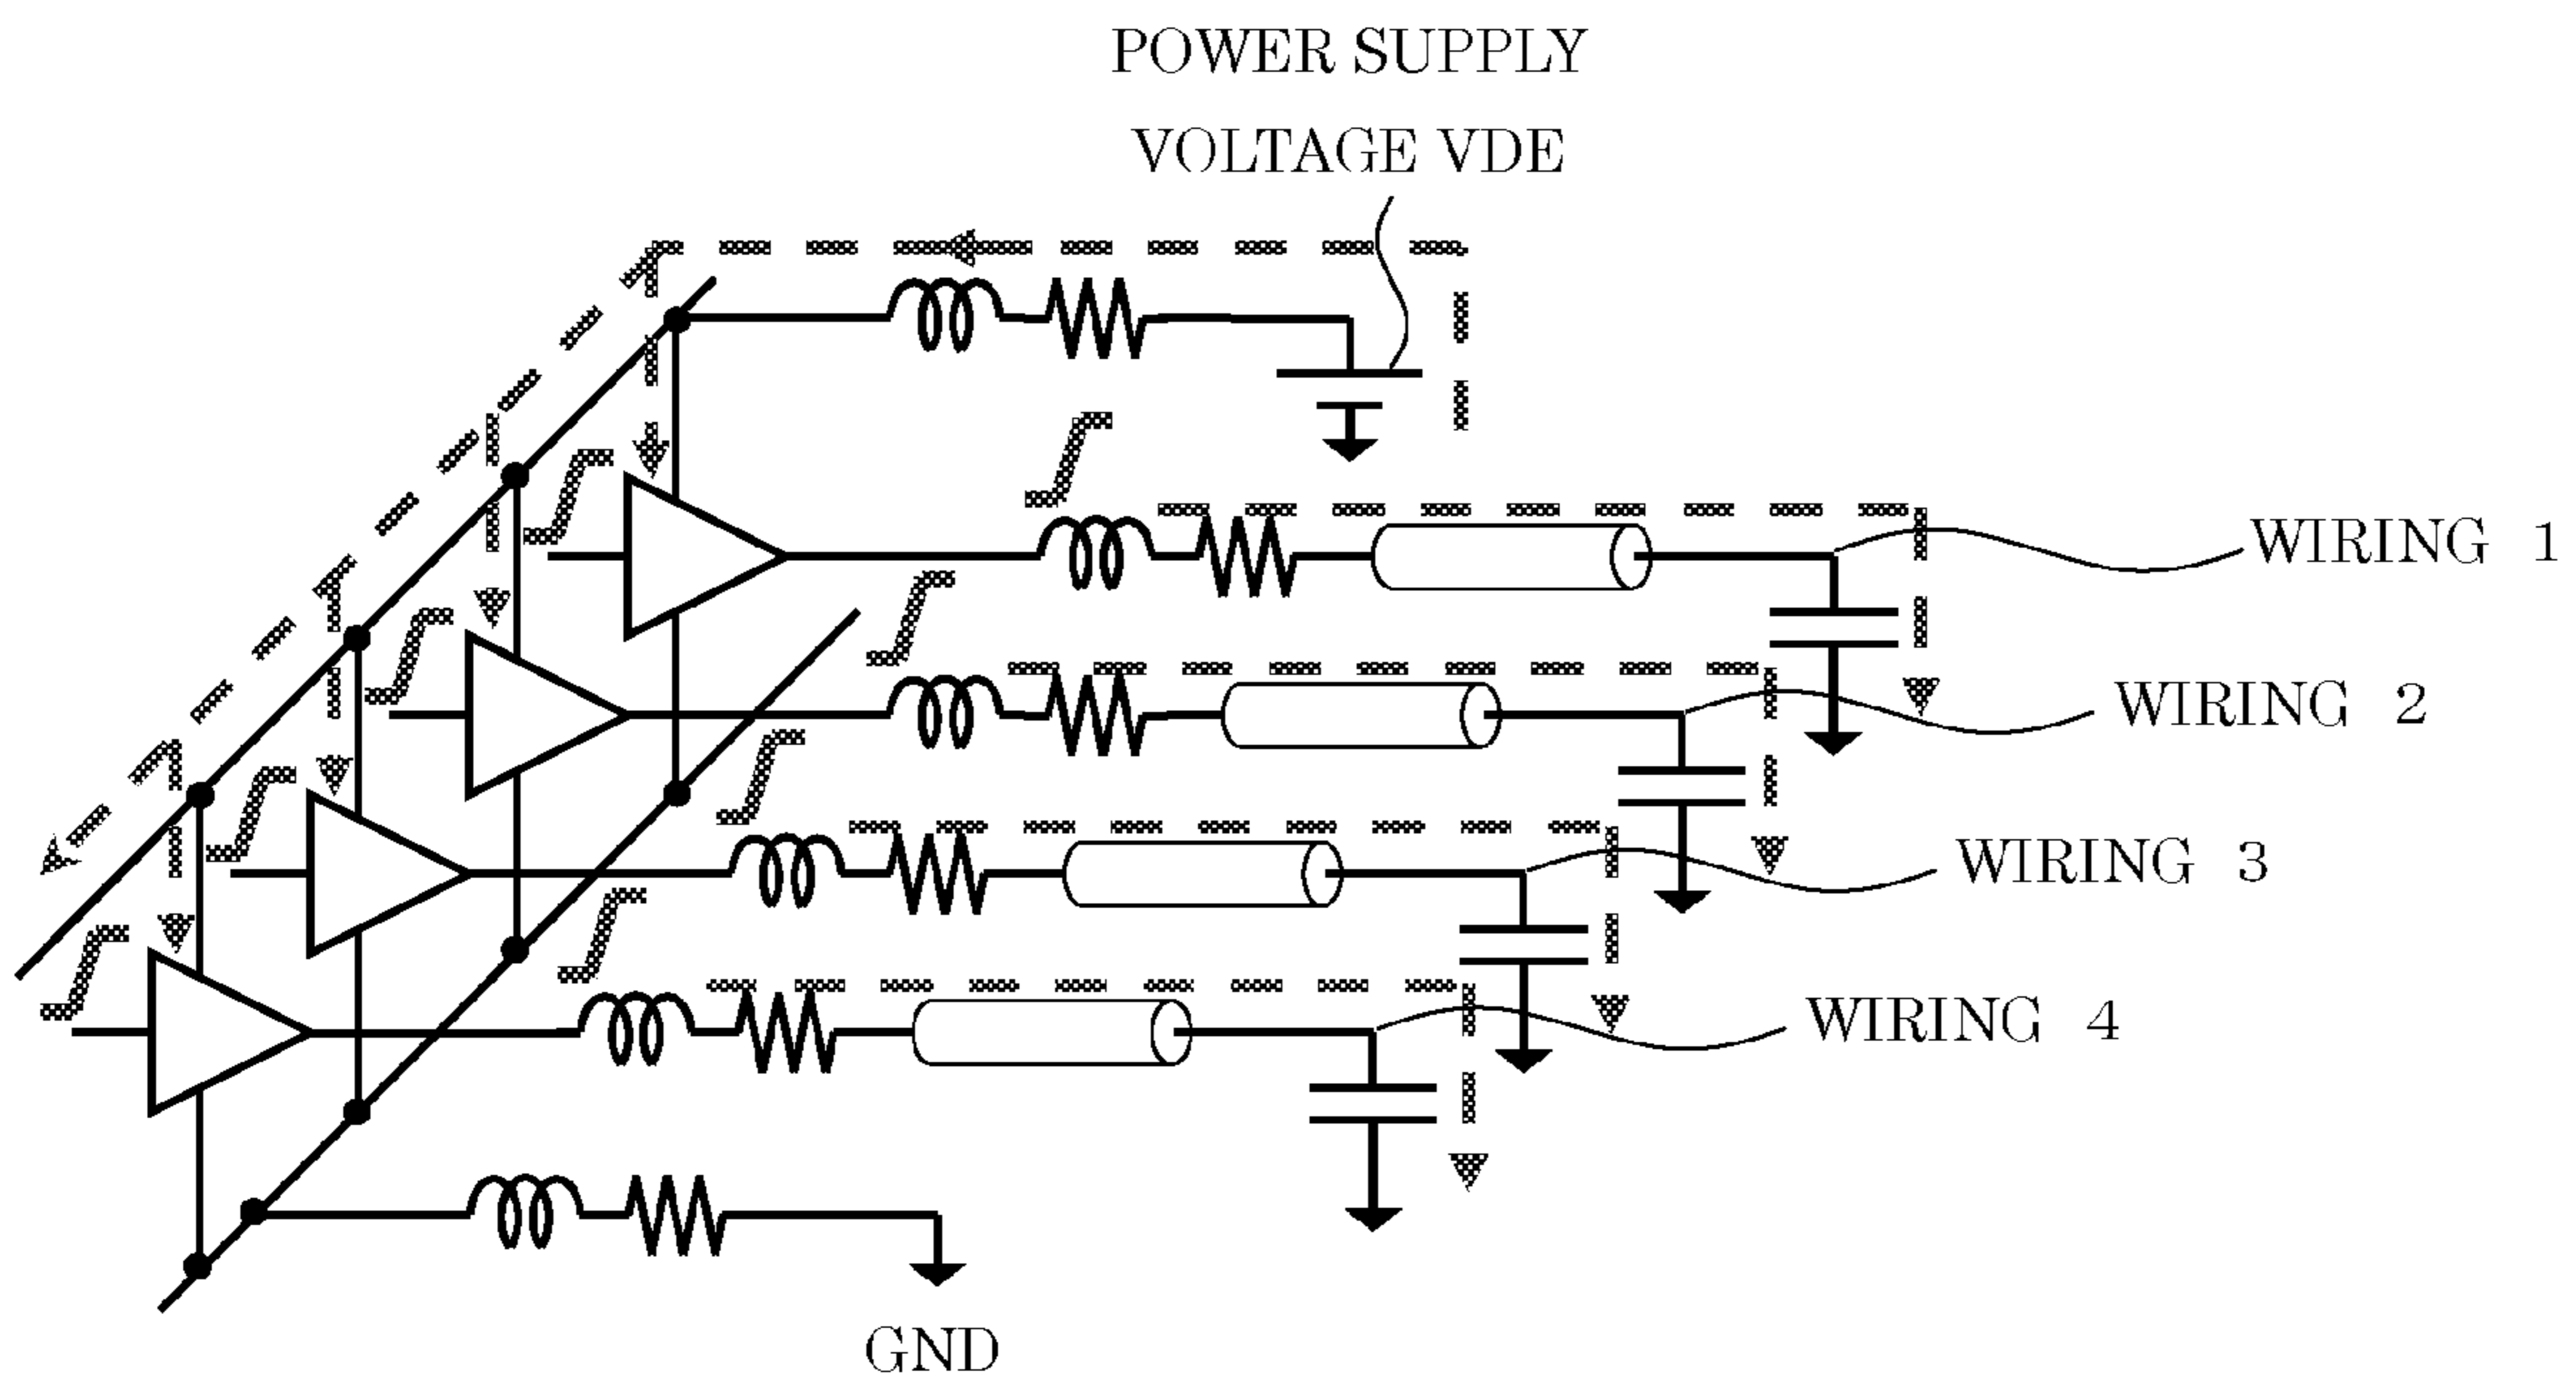 POWER SUPPLY
VOLTAGE VDE
WIRING 1
WIRING 2
WIRING 3
WIRING 4
GND